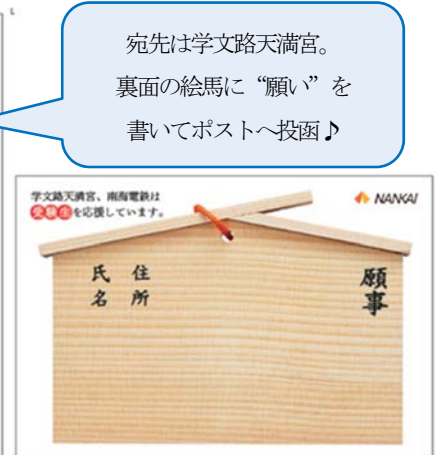 宛先は学文路天満宮。
裏面の絵馬に“願い”を
書いてポストへ投函♪
学文路天満宮、南海電鉄は
受験生を応援しています。
NANKAI
願事
住所
氏名